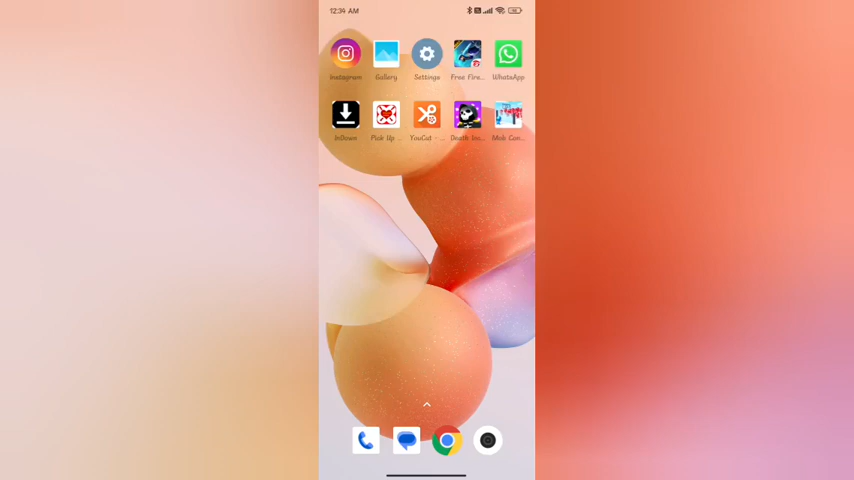 12:34 AM
Instagram Gallery Settings Free Fire... WhatsApp
InDown Pick Up ... YouCut - ... Death Inc... Mob Con...